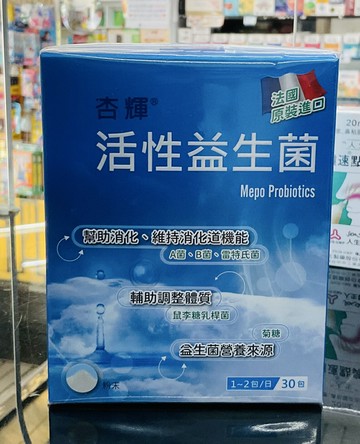 杏輝®
法國
原裝進口
活性益生菌
Mepo Probiotics
幫助消化、維持消化道機能
A菌、B菌、雷特氏菌
輔助調整體質
鼠李糖乳桿菌
菊糖
益生菌營養來源
粉末
1~2包/日
30包